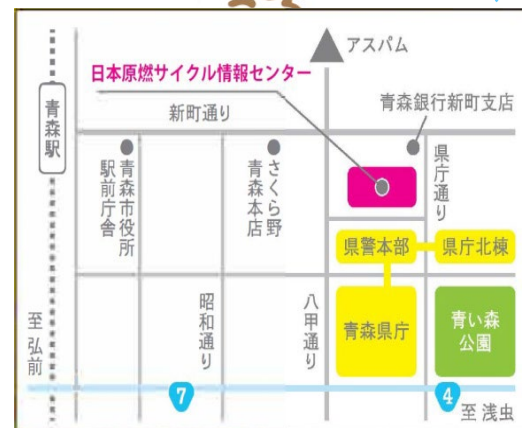 アスパム
日本原燃サイクル情報センター
青森銀行新町支店
新町通り
青森駅
青森市役所
駅前庁舎
さくら野
青森本店
県庁通り
県警本部
県庁北棟
昭和通り
八甲通り
青森県庁
青い森
公園
至 弘前
7
4
至 浅虫